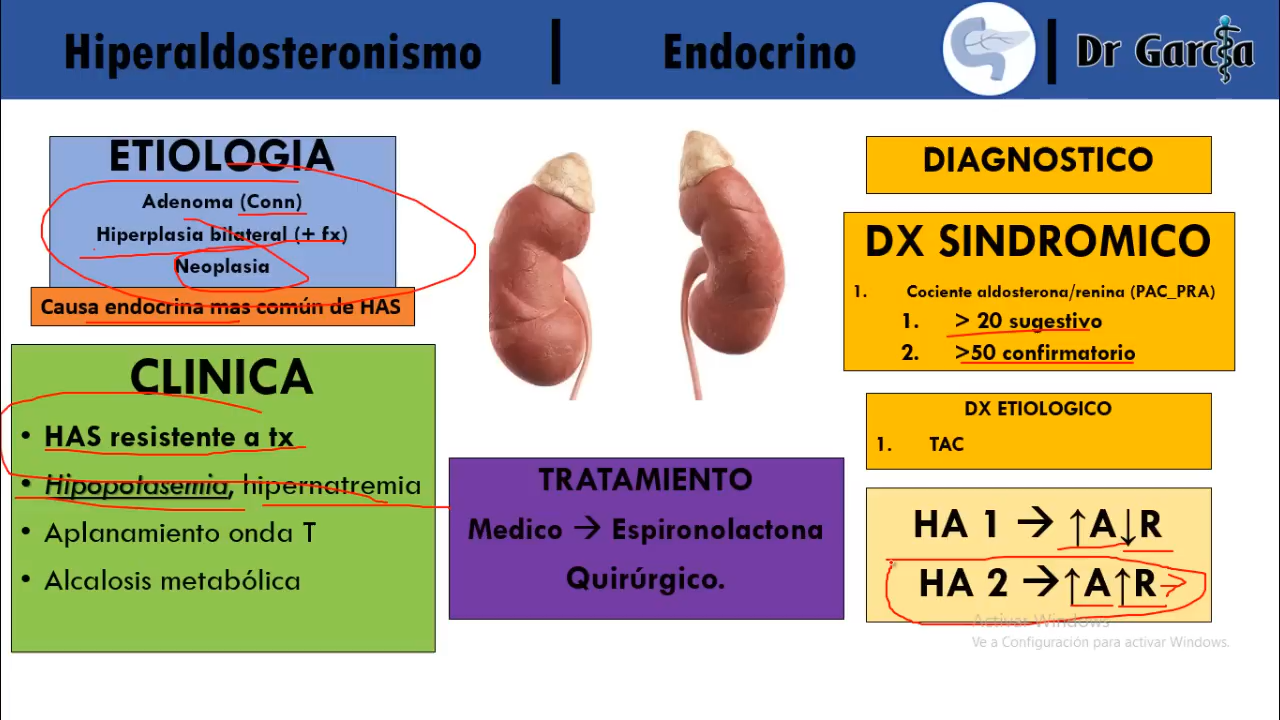 Hiperaldosteronismo | Endocrino | Dr García
ETIOLOGIA
Adenoma (Conn)
Hiperplasia bilateral (+ fx)
Neoplasia
Causa endocrina mas común de HAS
CLINICA
• HAS resistente a tx
• Hipopotasemia, hipernatremia
• Aplanamiento onda T
• Alcalosis metabólica
TRATAMIENTO
Medico → Espironolactona
Quirúrgico.
DIAGNOSTICO
DX SINDROMICO
1. Cociente aldosterona/renina (PAC_PRA)
1. > 20 sugestivo
2. >50 confirmatorio
DX ETIOLOGICO
1. TAC
HA 1 → ↑A↓R
HA 2 → ↑A↑R
Activar Windows
Ve a Configuración para activar Windows.